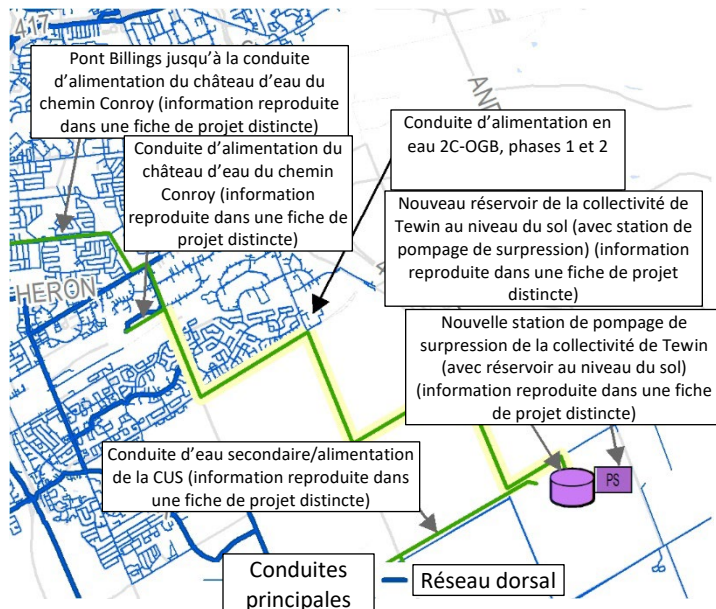 417
Pont Billings jusqu'à la conduite
d'alimentation du château d'eau du
chemin Conroy (information reproduite
dans une fiche de projet distincte)
Conduite d'alimentation du
château d'eau du chemin
Conroy (information
reproduite dans une fiche de
projet distincte)
Conduite d'alimentation en
eau 2C-OGB, phases 1 et 2
Nouveau réservoir de la collectivité de
Tewin au niveau du sol (avec station de
pompage de surpression) (information
reproduite dans une fiche de projet
distincte)
HERON
Nouvelle station de pompage de
surpression de la collectivité de Tewin
(avec réservoir au niveau du sol)
(information reproduite dans une fiche
de projet distincte)
Conduite d'eau secondaire/alimentation
de la CUS (information reproduite dans
une fiche de projet distincte)
PS
Conduites
principales
Réseau dorsal